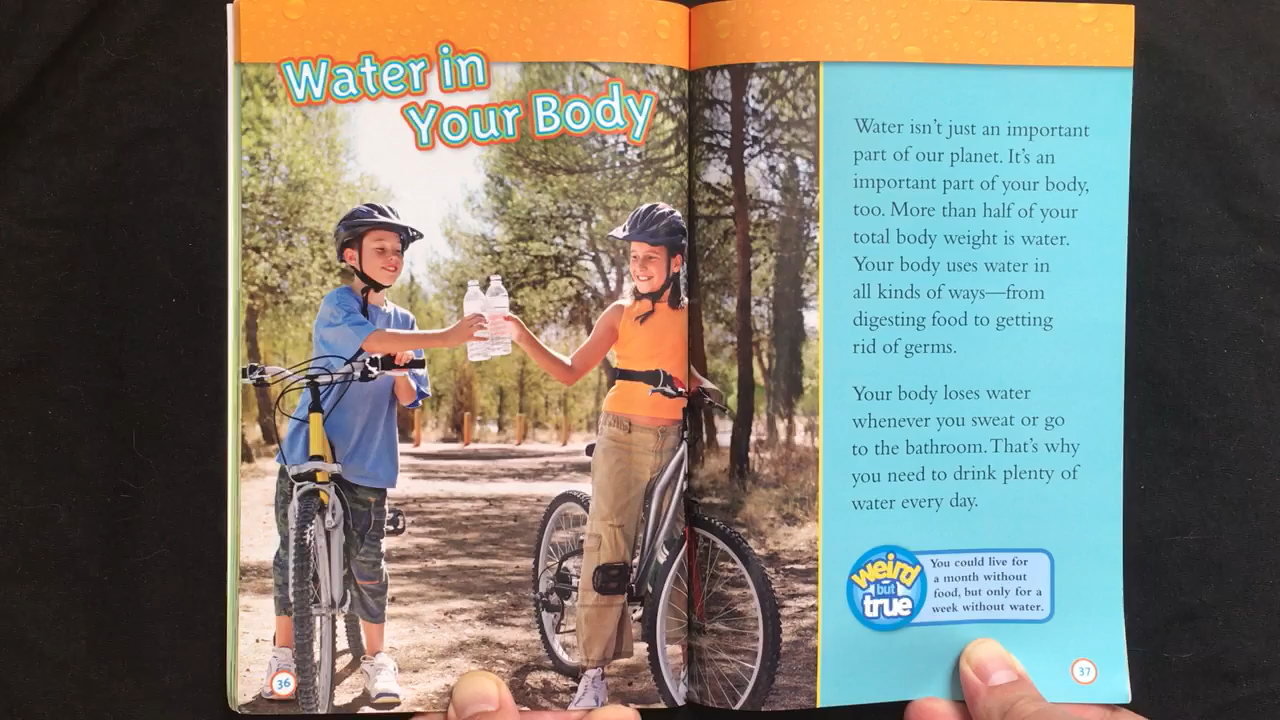 Water in
Your Body
36
Water isn't just an important
part of our planet. It's an
important part of your body,
too. More than half of your
total body weight is water.
Your body uses water in
all kinds of ways—from
digesting food to getting
rid of germs.
Your body loses water
whenever you sweat or go
to the bathroom. That's why
you need to drink plenty of
water every day.
weird
but
true
You could live for
a month without
food, but only for a
week without water.
37